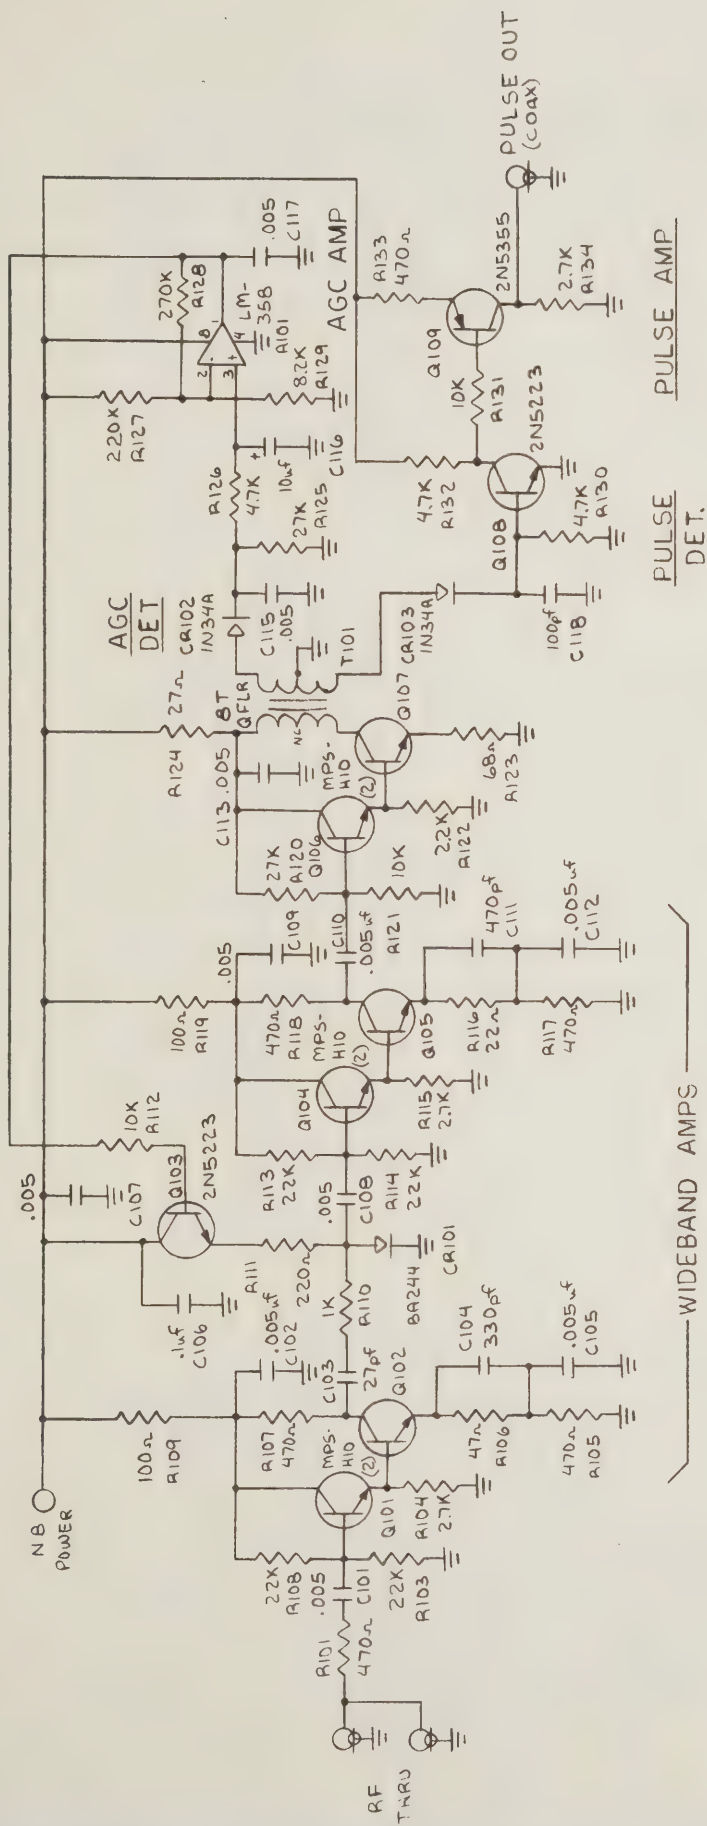 NB
POWER
RF
THRU
R101
470Ω
.005
C101
22K
R108
22K
R103
100Ω
R109
R107
470Ω
MPS-
H10
(2)
Q101
R104
2.7K
Q102
.005uf
C102
C103
27pf
47Ω
R106
470Ω
R105
C104
330pf
.005uf
C105
.1uf
C106
.005
C107
Q103
2N5223
10K
R112
R111
220Ω
1K
R110
BA244
CR101
.005
C108
R113
22K
R114
22K
100Ω
R119
470Ω
R118
MPS-
H10
(2)
Q104
R115
2.7K
Q105
R116
22Ω
R117
470Ω
470pf
C111
.005uf
C112
.005
C109
C110
.005uf
27K
R120
Q106
R121
10K
C113
.005
R124
27Ω
8T
QFLR
NC
MPS-
H10
(2)
2.2K
R122
Q107
68Ω
R123
T101
AGC
DET
CR102
1N34A
C115
.005
CR103
1N34A
R126
4.7K
27K
R125
10uf
+
C116
220K
R127
270K
R128
2
3
-
+
8
4
1
LM-
358
R101
8.2K
R129
.005
C117
AGC AMP
100pf
C118
Q108
4.7K
R130
2N5223
4.7K
R132
10K
R131
Q109
R133
470Ω
2N5355
2.7K
R134
PULSE OUT
(COAX)
PULSE
DET.
PULSE AMP
WIDEBAND AMPS